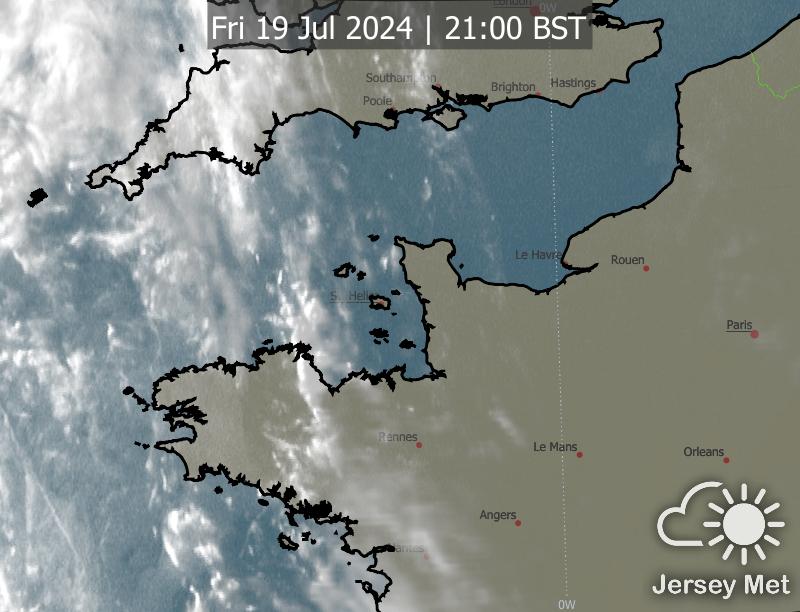 London
0W
Fri 19 Jul 2024 | 21:00 BST
Southampton
Brighton
Hastings
Poole
Le Havre
Rouen
St. Helier
Paris
Rennes
Le Mans
Orleans
Angers
Nantes
Jersey Met
0W